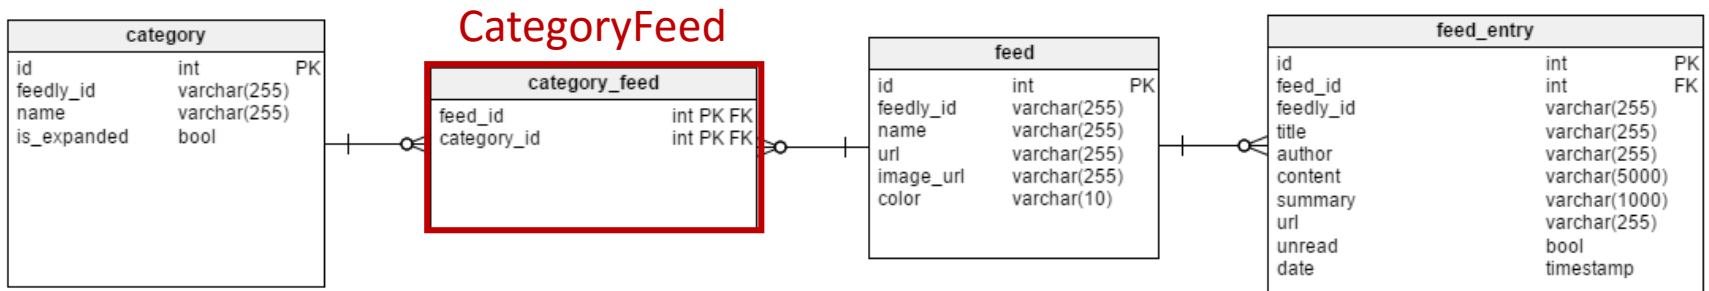 CategoryFeed
category
id int PK
feedly_id varchar(255)
name varchar(255)
is_expanded bool
category_feed
feed_id int PK FK
category_id int PK FK
feed
id int PK
feedly_id varchar(255)
name varchar(255)
url varchar(255)
image_url varchar(255)
color varchar(10)
feed_entry
id int PK
feed_id int FK
feedly_id varchar(255)
title varchar(255)
author varchar(255)
content varchar(5000)
summary varchar(1000)
url varchar(255)
unread bool
date timestamp